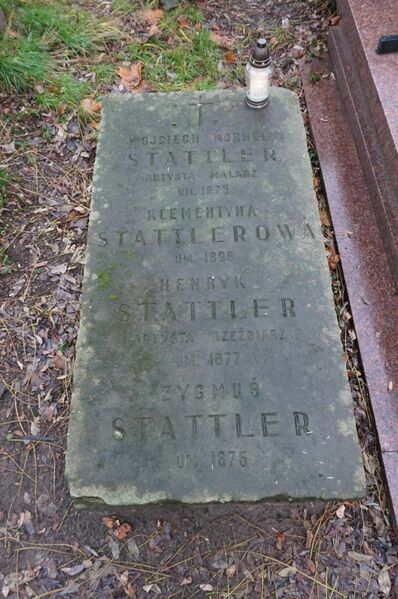 WOJCIECH KORNELI
STATTLER
ARTYSTA MALARZ
UM. 1875
KLEMENTYNA
STATTLEROWA
UM. 1898
HENRYK
STATTLER
ARTYSTA RZEŹBIARZ
UM. 1877
ZYGMUŚ
STATTLER
UM. 1876